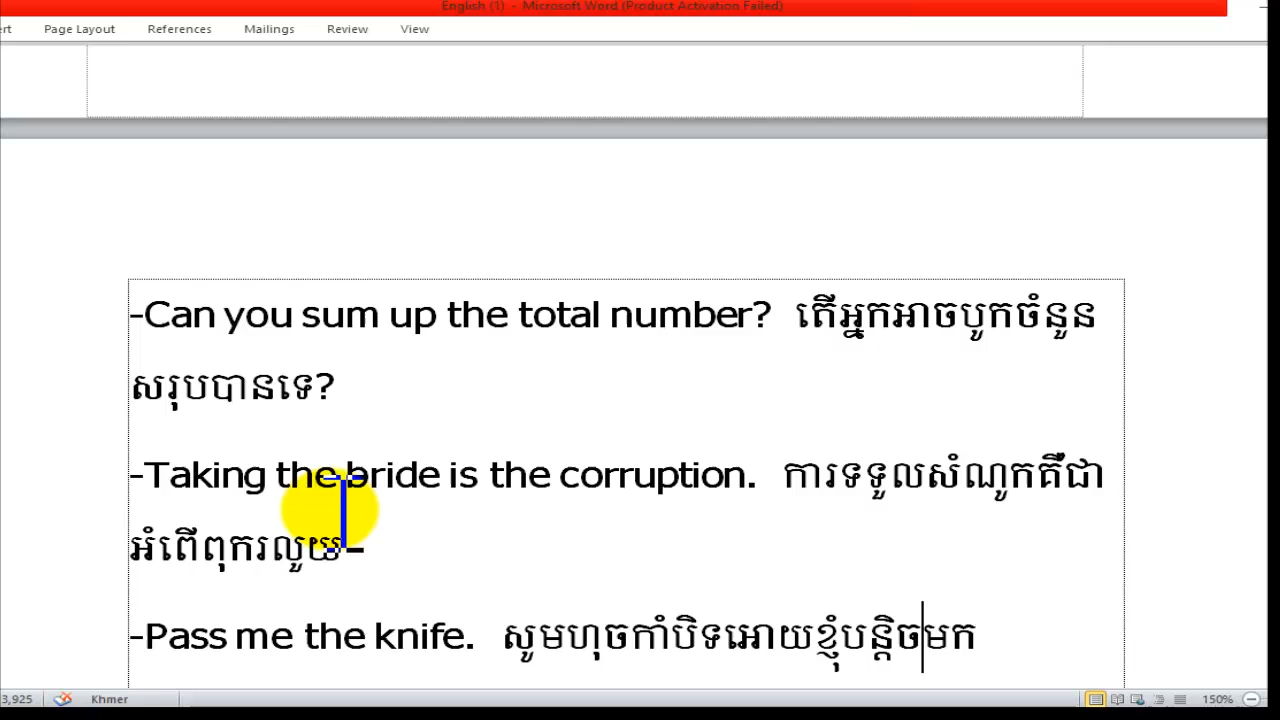 English (1) - Microsoft Word (Product Activation Failed)
rt Page Layout References Mailings Review View
-Can you sum up the total number? តើអ្នកអាចបូកចំនួន
សរុបបានទេ?
-Taking the bride is the corruption. ការទទួលសំណូកគឺជា
អំពើពុករលួយ-
-Pass me the knife. សូមហុចកាំបិទអោយខ្ញុំបន្តិចមក
3,925 Khmer 150%